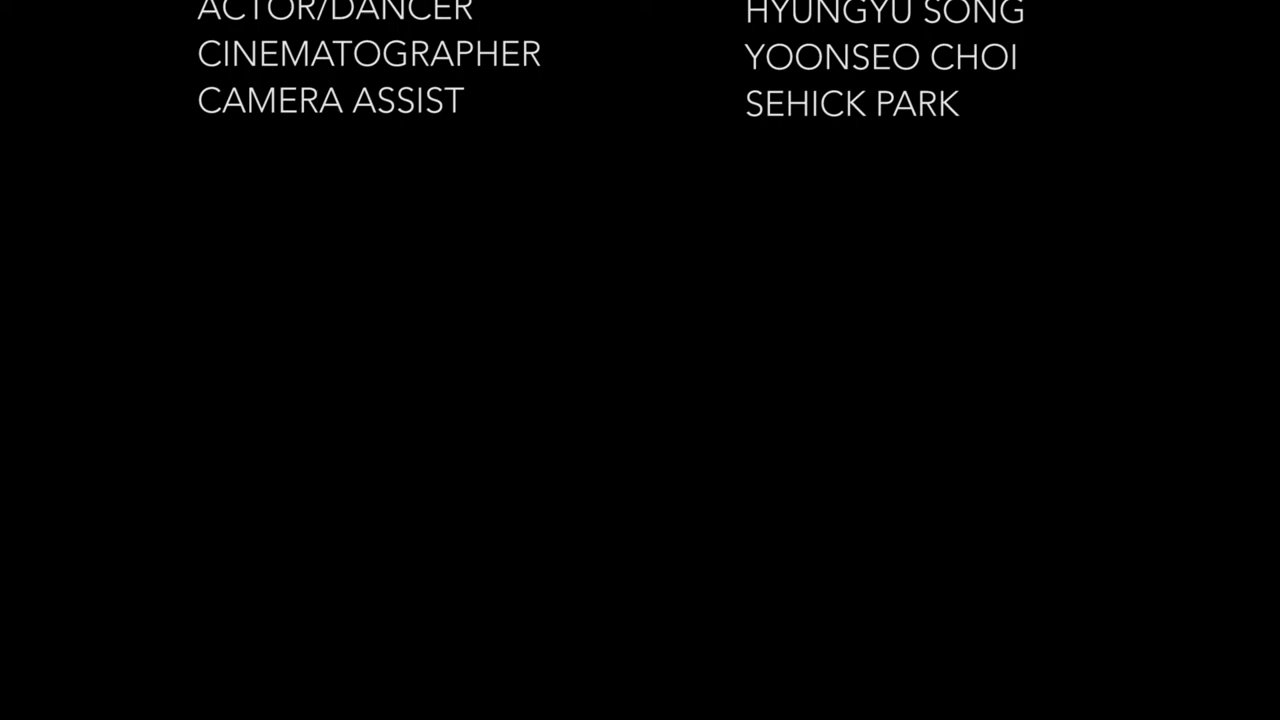 ACTOR/DANCER HYUNGYU SONG
CINEMATOGRAPHER YOONSEO CHOI
CAMERA ASSIST SEHICK PARK